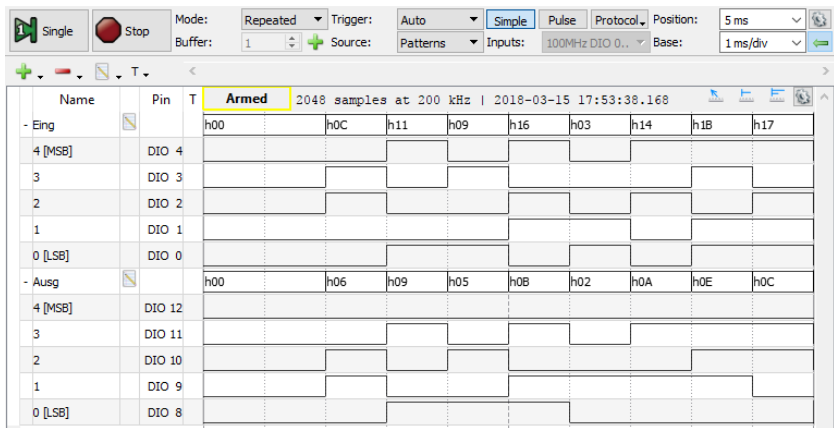 Single Stop Mode: Repeated Trigger: Auto Simple Pulse Protocol Position: 5 ms
Buffer: 1 Source: Patterns Inputs: 100MHz DIO 0.. Base: 1 ms/div
T
Name Pin T Armed 2048 samples at 200 kHz | 2018-03-15 17:53:38.168
- Eing h00 h0C h11 h09 h16 h03 h14 h1B h17
4 [MSB] DIO 4
3 DIO 3
2 DIO 2
1 DIO 1
0 [LSB] DIO 0
- Ausg h00 h06 h09 h05 h0B h02 h0A h0E h0C
4 [MSB] DIO 12
3 DIO 11
2 DIO 10
1 DIO 9
0 [LSB] DIO 8